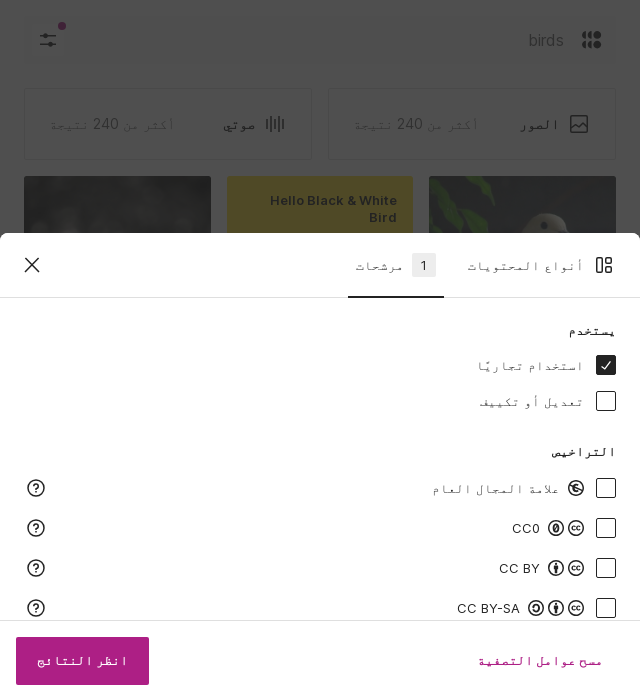 birds
الصور
أكثر من 240 نتيجة
صوتي
أكثر من 240 نتيجة
Hello Black & White
Bird
أنواع المحتويات
1 مرشحات
يستخدم
استخدام تجاريًا
تعديل أو تكييف
التراخيص
علامة المجال العام
CC0
CC BY
CC BY-SA
مسح عوامل التصفية
انظر النتائج